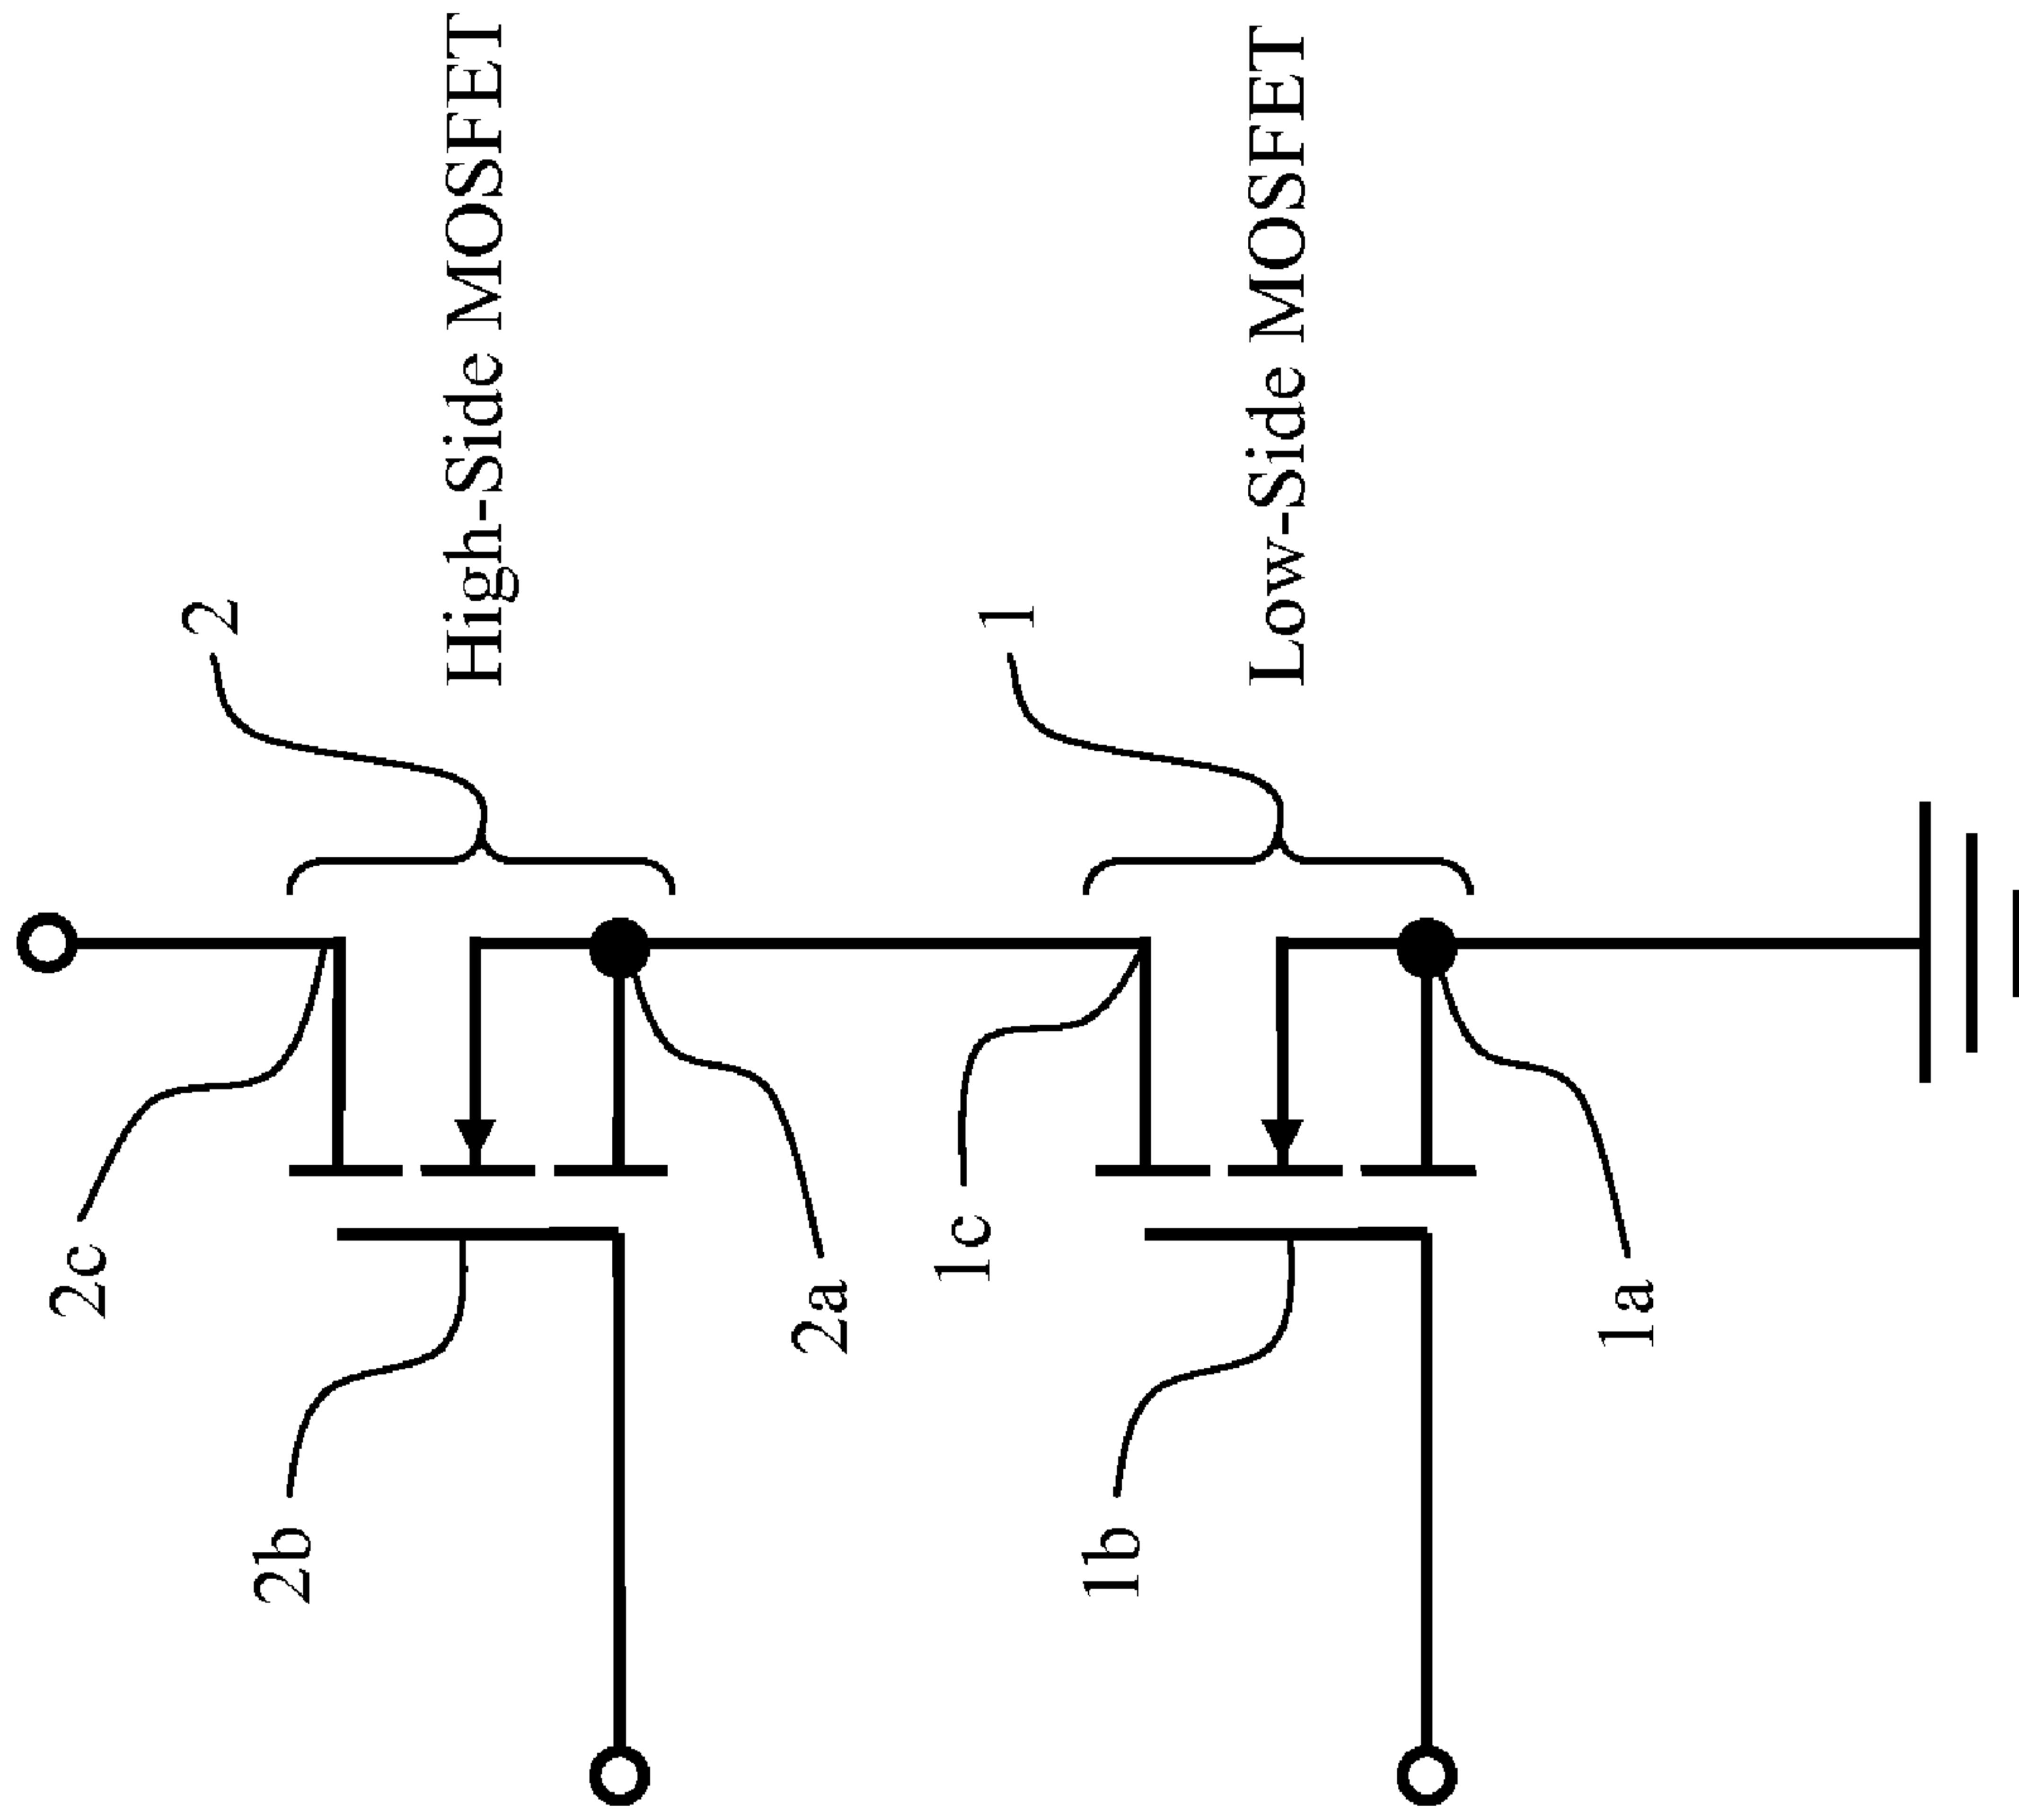 2c
2
2b
High-Side MOSFET
2a
1c
1
1b
Low-Side MOSFET
1a